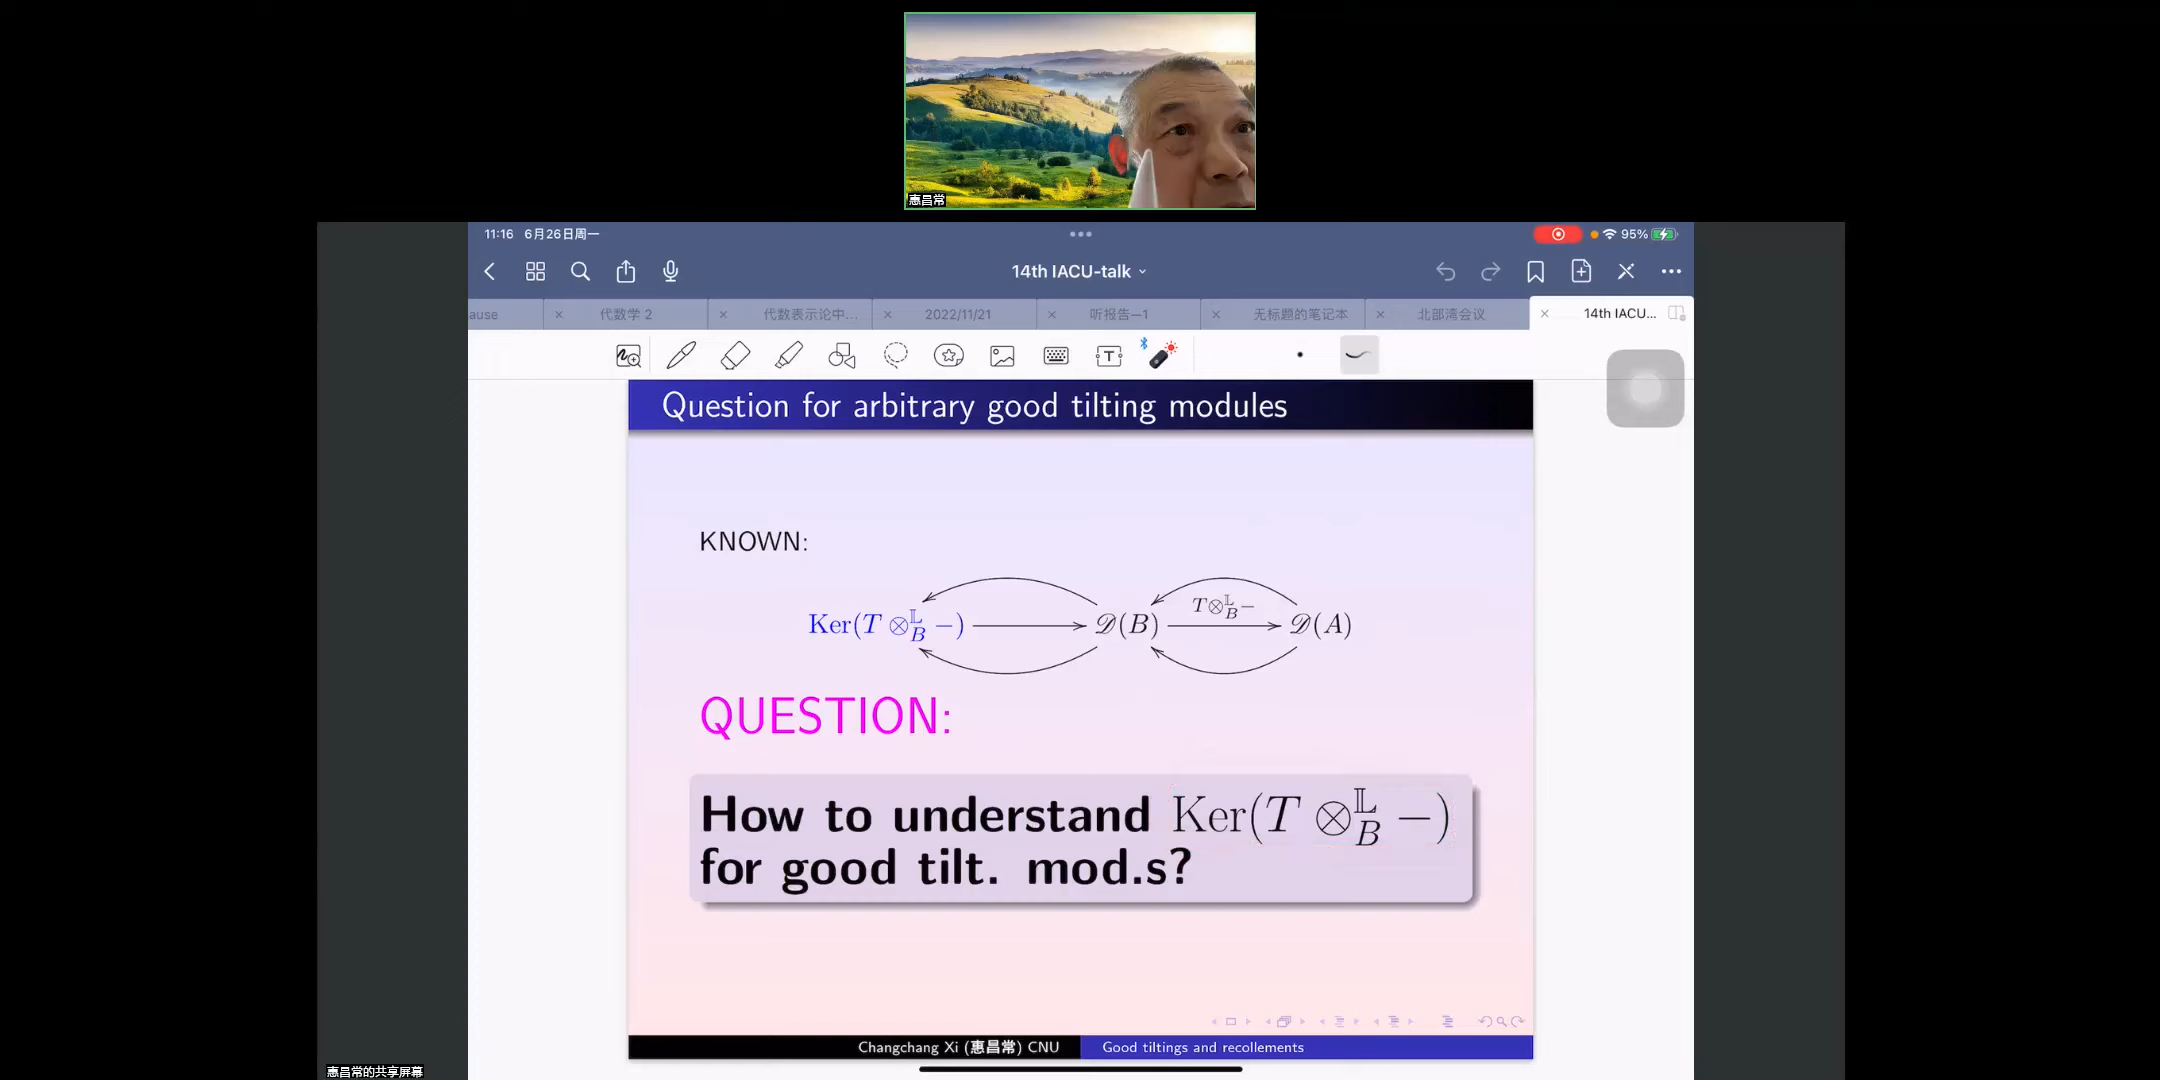 惠昌常
11:16 6月26日周一
95%
14th IACU-talk
ause
代数学 2
代数表示论中...
2022/11/21
听报告—1
无标题的笔记本
北部湾会议
14th IACU...
Question for arbitrary good tilting modules
KNOWN:
Ker(T ⊗_B^𝕃 −) 𝒟(B) T⊗_B^𝕃− 𝒟(A)
QUESTION:
How to understand Ker(T ⊗_B^𝕃 −)
for good tilt. mod.s?
Changchang Xi (惠昌常) CNU
Good tiltings and recollements
惠昌常的共享屏幕